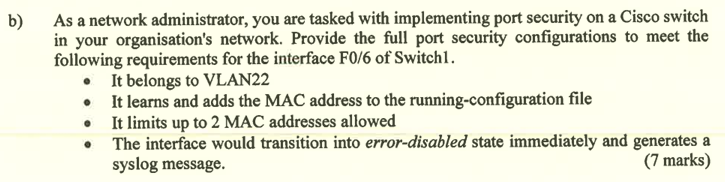 b) As a network administrator, you are tasked with implementing port security on a Cisco switch
in your organisation's network. Provide the full port security configurations to meet the
following requirements for the interface F0/6 of Switch1.
• It belongs to VLAN22
• It learns and adds the MAC address to the running-configuration file
• It limits up to 2 MAC addresses allowed
• The interface would transition into error-disabled state immediately and generates a
syslog message. (7 marks)